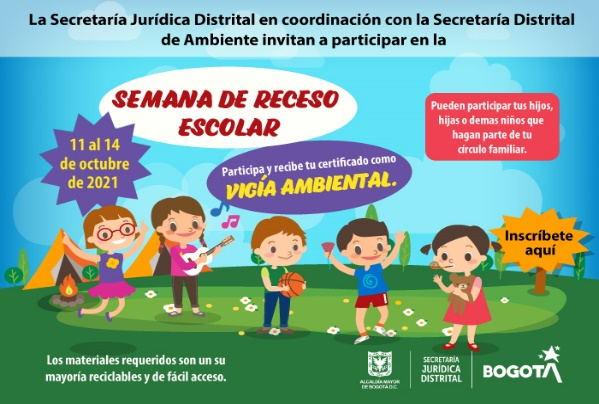 La Secretaría Jurídica Distrital en coordinación con la Secretaría Distrital
de Ambiente invitan a participar en la
SEMANA DE RECESO
ESCOLAR
11 al 14
de octubre
de 2021
Participa y recibe tu certificado como
VIGÍA AMBIENTAL.
Pueden participar tus hijos,
hijas o demas niños que
hagan parte de tu
círculo familiar.
Inscríbete
aquí
Los materiales requeridos son un su
mayoría reciclables y de fácil acceso.
ALCALDÍA MAYOR
DE BOGOTÁ D.C.
SECRETARÍA
JURÍDICA
DISTRITAL
BOGOTÁ